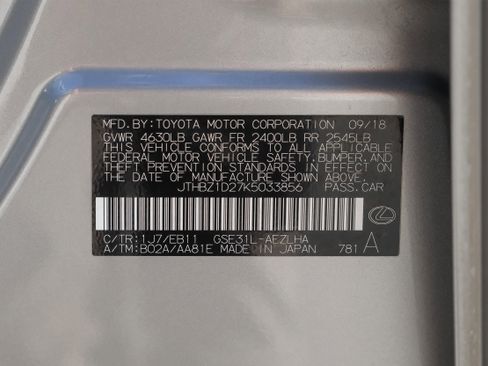 MFD. BY: TOYOTA MOTOR CORPORATION 09/18
GVWR 4630LB GAWR FR 2400LB RR 2545LB
THIS VEHICLE CONFORMS TO ALL APPLICABLE
FEDERAL MOTOR VEHICLE SAFETY, BUMPER, AND
THEFT PREVENTION STANDARDS IN EFFECT ON
THE DATE OF MANUFACTURE SHOWN ABOVE.
JTHBZ1D27K5033856 PASS. CAR
C/TR: 1J7/EB11 GSE31L-AEZLHA
A/TM: B02A/AA81E MADE IN JAPAN 781 A